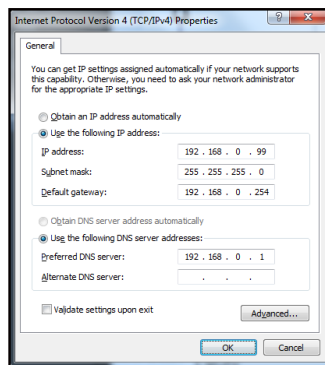 Internet Protocol Version 4 (TCP/IPv4) Properties
General
You can get IP settings assigned automatically if your network supports
this capability. Otherwise, you need to ask your network administrator
for the appropriate IP settings.
Obtain an IP address automatically
Use the following IP address:
IP address: 192 . 168 . 0 . 99
Subnet mask: 255 . 255 . 255 . 0
Default gateway: 192 . 168 . 0 . 254
Obtain DNS server address automatically
Use the following DNS server addresses:
Preferred DNS server: 192 . 168 . 0 . 1
Alternate DNS server: . . .
Validate settings upon exit
Advanced...
OK Cancel